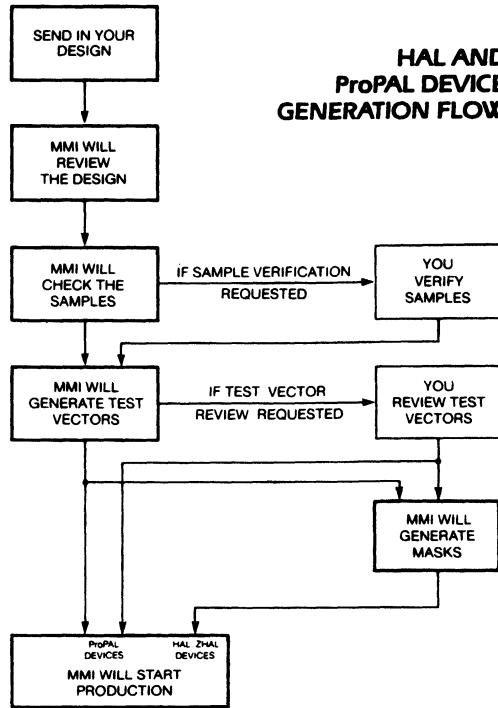 SEND IN YOUR
DESIGN
HAL AND
ProPAL DEVICE
GENERATION FLOW
MMI WILL
REVIEW
THE DESIGN
MMI WILL
CHECK THE
SAMPLES
IF SAMPLE VERIFICATION
REQUESTED
YOU
VERIFY
SAMPLES
MMI WILL
GENERATE TEST
VECTORS
IF TEST VECTOR
REVIEW REQUESTED
YOU
REVIEW TEST
VECTORS
MMI WILL
GENERATE
MASKS
ProPAL
DEVICES
HAL ZHAL
DEVICES
MMI WILL START
PRODUCTION